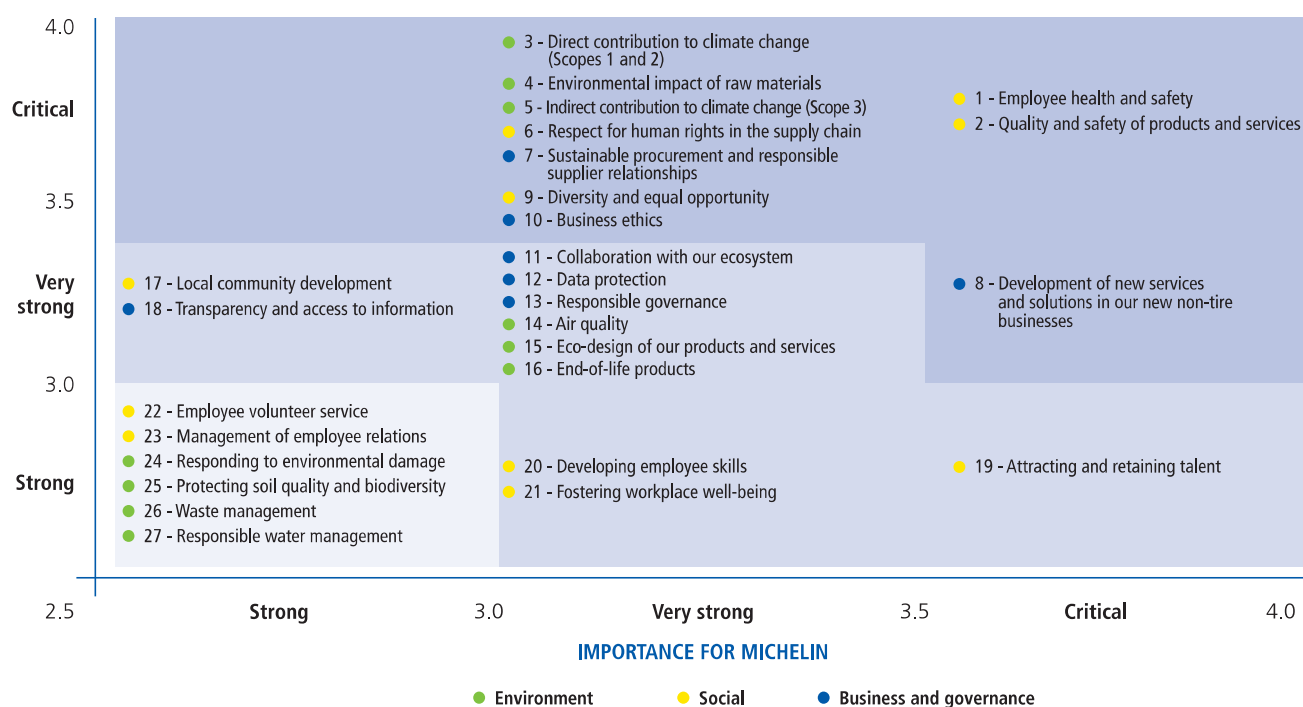 4.0
Critical
3.5
Very
strong
3.0
Strong
2.5
3 - Direct contribution to climate change
(Scopes 1 and 2)
4 - Environmental impact of raw materials
5 - Indirect contribution to climate change (Scope 3)
6 - Respect for human rights in the supply chain
7 - Sustainable procurement and responsible
supplier relationships
9 - Diversity and equal opportunity
10 - Business ethics
1 - Employee health and safety
2 - Quality and safety of products and services
17 - Local community development
18 - Transparency and access to information
11 - Collaboration with our ecosystem
12 - Data protection
13 - Responsible governance
14 - Air quality
15 - Eco-design of our products and services
16 - End-of-life products
8 - Development of new services
and solutions in our new non-tire
businesses
22 - Employee volunteer service
23 - Management of employee relations
24 - Responding to environmental damage
25 - Protecting soil quality and biodiversity
26 - Waste management
27 - Responsible water management
20 - Developing employee skills
21 - Fostering workplace well-being
19 - Attracting and retaining talent
Strong
3.0
Very strong
3.5
Critical
4.0
IMPORTANCE FOR MICHELIN
Environment
Social
Business and governance